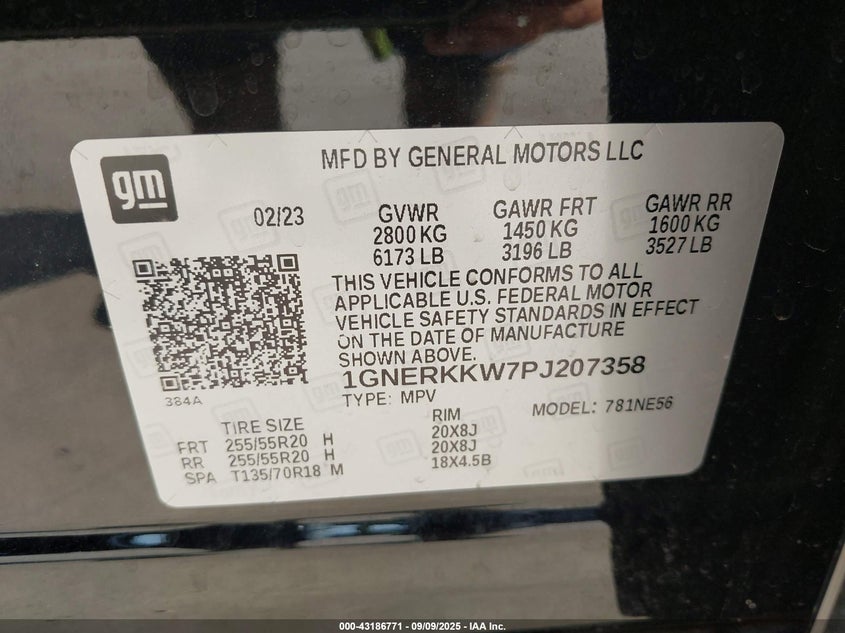 gm
MFD BY GENERAL MOTORS LLC
02/23
GVWR
2800 KG
6173 LB
GAWR FRT
1450 KG
3196 LB
GAWR RR
1600 KG
3527 LB
THIS VEHICLE CONFORMS TO ALL
APPLICABLE U.S. FEDERAL MOTOR
VEHICLE SAFETY STANDARDS IN EFFECT
ON THE DATE OF MANUFACTURE
SHOWN ABOVE.
1GNERKKW7PJ207358
384A
TYPE: MPV
MODEL: 781NE56
TIRE SIZE RIM
FRT 255/55R20 H 20X8J
RR 255/55R20 H 20X8J
SPA T135/70R18 M 18X4.5B
000-43186771 - 09/09/2025 - IAA Inc.